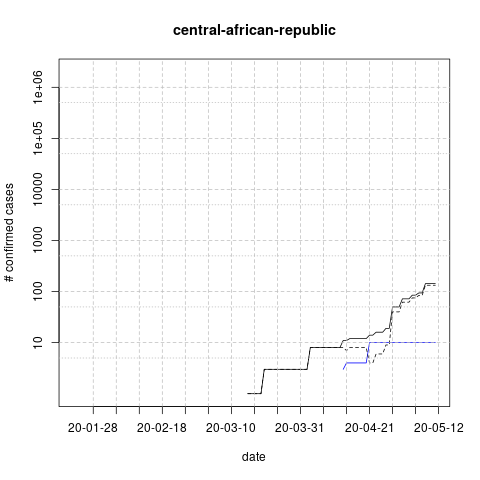 central-african-republic
# confirmed cases
1e+06
1e+05
10000
1000
100
10
20-01-28 20-02-18 20-03-10 20-03-31 20-04-21 20-05-12
date